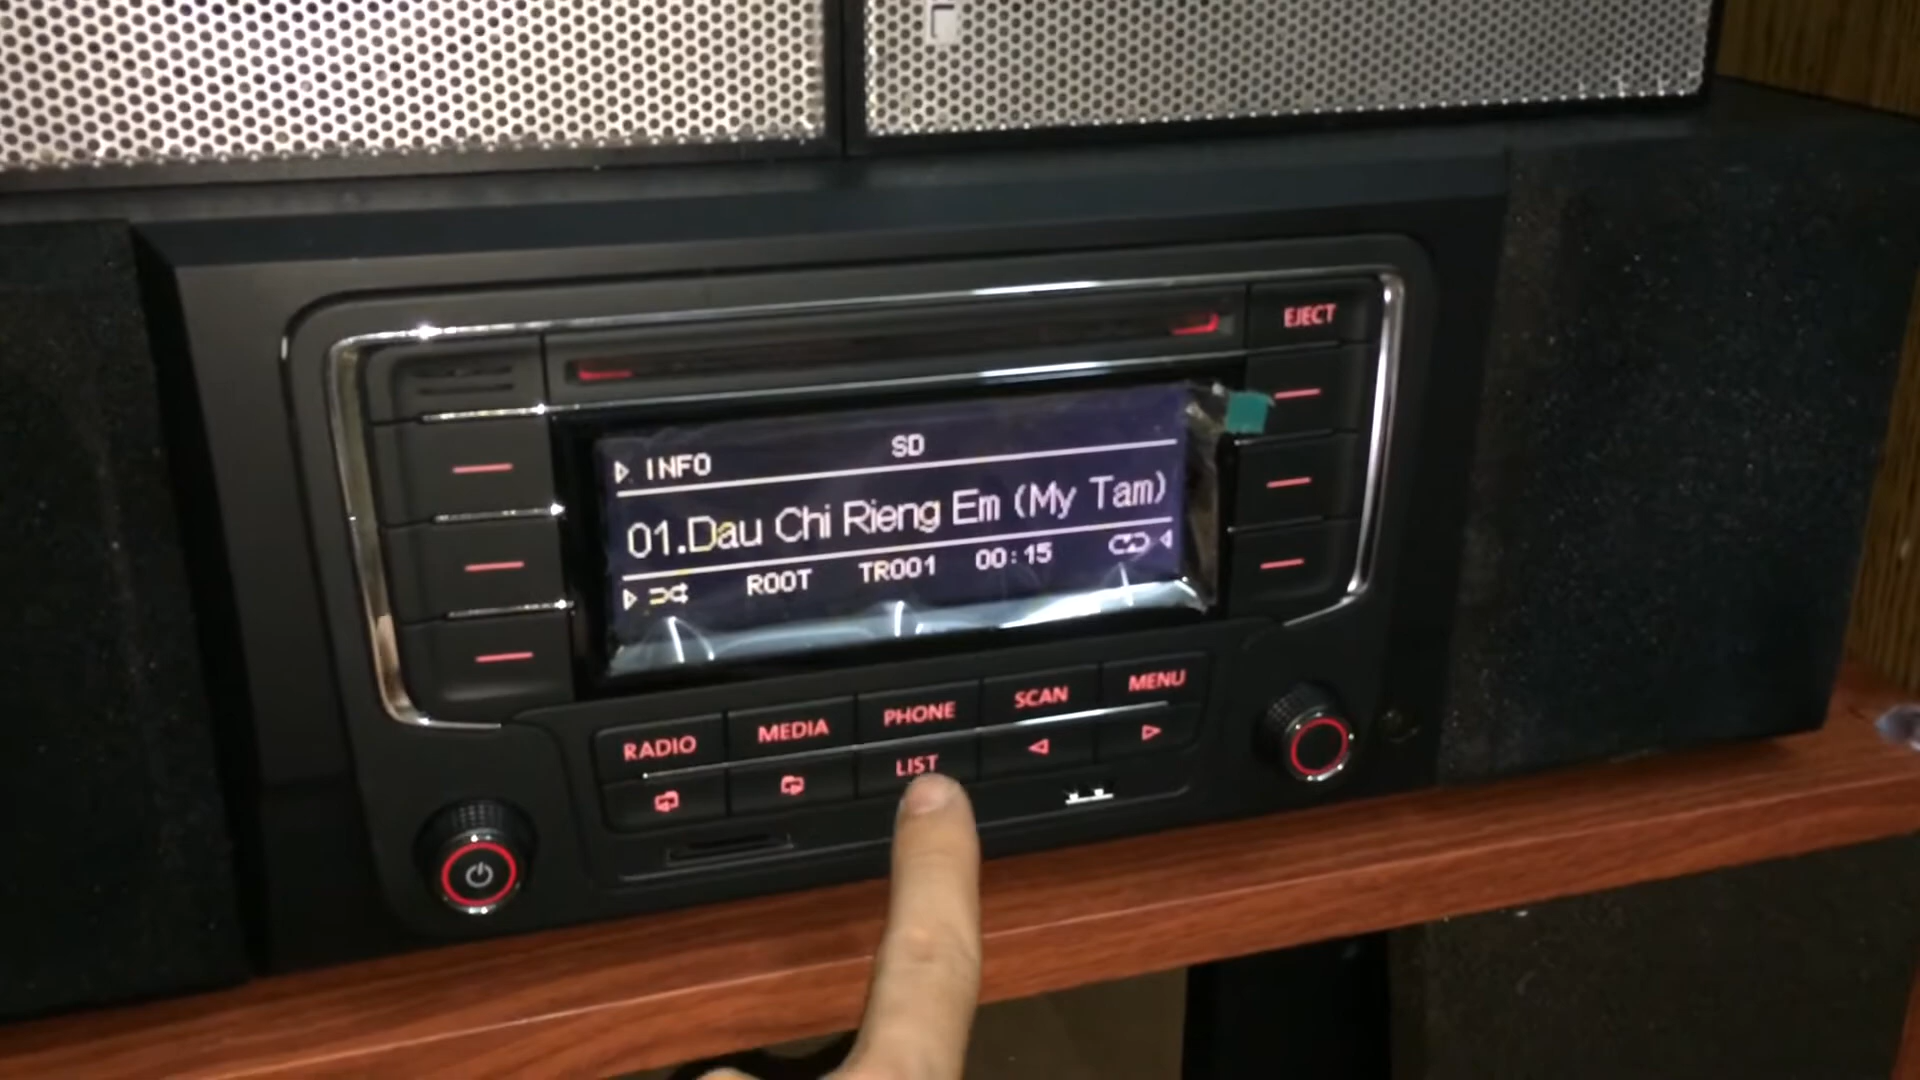 EJECT
INFO SD
01.Dau Chi Rieng Em (My Tam)
ROOT TR001 00:15
RADIO MEDIA PHONE SCAN MENU
LIST